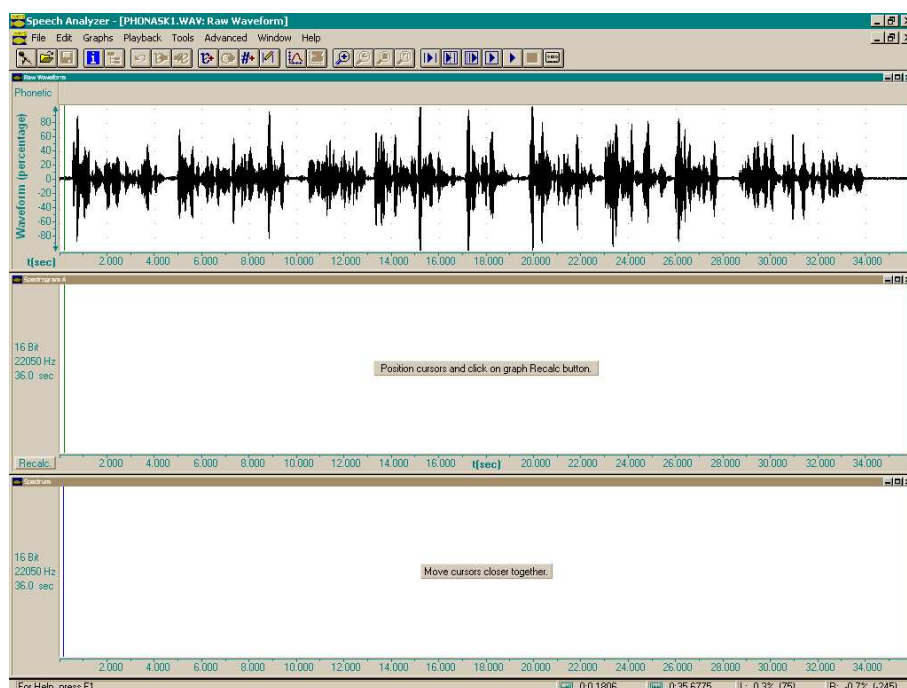 Speech Analyzer - [PHONASK1.WAV: Raw Waveform]
File Edit Graphs Playback Tools Advanced Window Help
Raw Waveform
Phonetic
Waveform (percentage)
80
60
40
20
0
-20
-40
-60
-80
t(sec) 2.000 4.000 6.000 8.000 10.000 12.000 14.000 16.000 18.000 20.000 22.000 24.000 26.000 28.000 30.000 32.000 34.000
Spectrogram A
16 Bit
22050 Hz
36.0 sec
Position cursors and click on graph Recalc button.
Recalc. 2.000 4.000 6.000 8.000 10.000 12.000 14.000 16.000 t(sec) 20.000 22.000 24.000 26.000 28.000 30.000 32.000 34.000
Spectrum
16 Bit
22050 Hz
36.0 sec
Move cursors closer together.
2.000 4.000 6.000 8.000 10.000 12.000 14.000 16.000 18.000 20.000 22.000 24.000 26.000 28.000 30.000 32.000 34.000
For Help, press F1 0:0.1806 0:35.6775 L: 0.3% (75) R: -0.7% (-245)